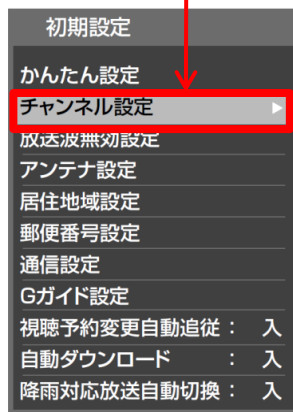 初期設定
かんたん設定
チャンネル設定
放送波無効設定
アンテナ設定
居住地域設定
郵便番号設定
通信設定
Gガイド設定
視聴予約変更自動追従： 入
自動ダウンロード ： 入
降雨対応放送自動切換： 入